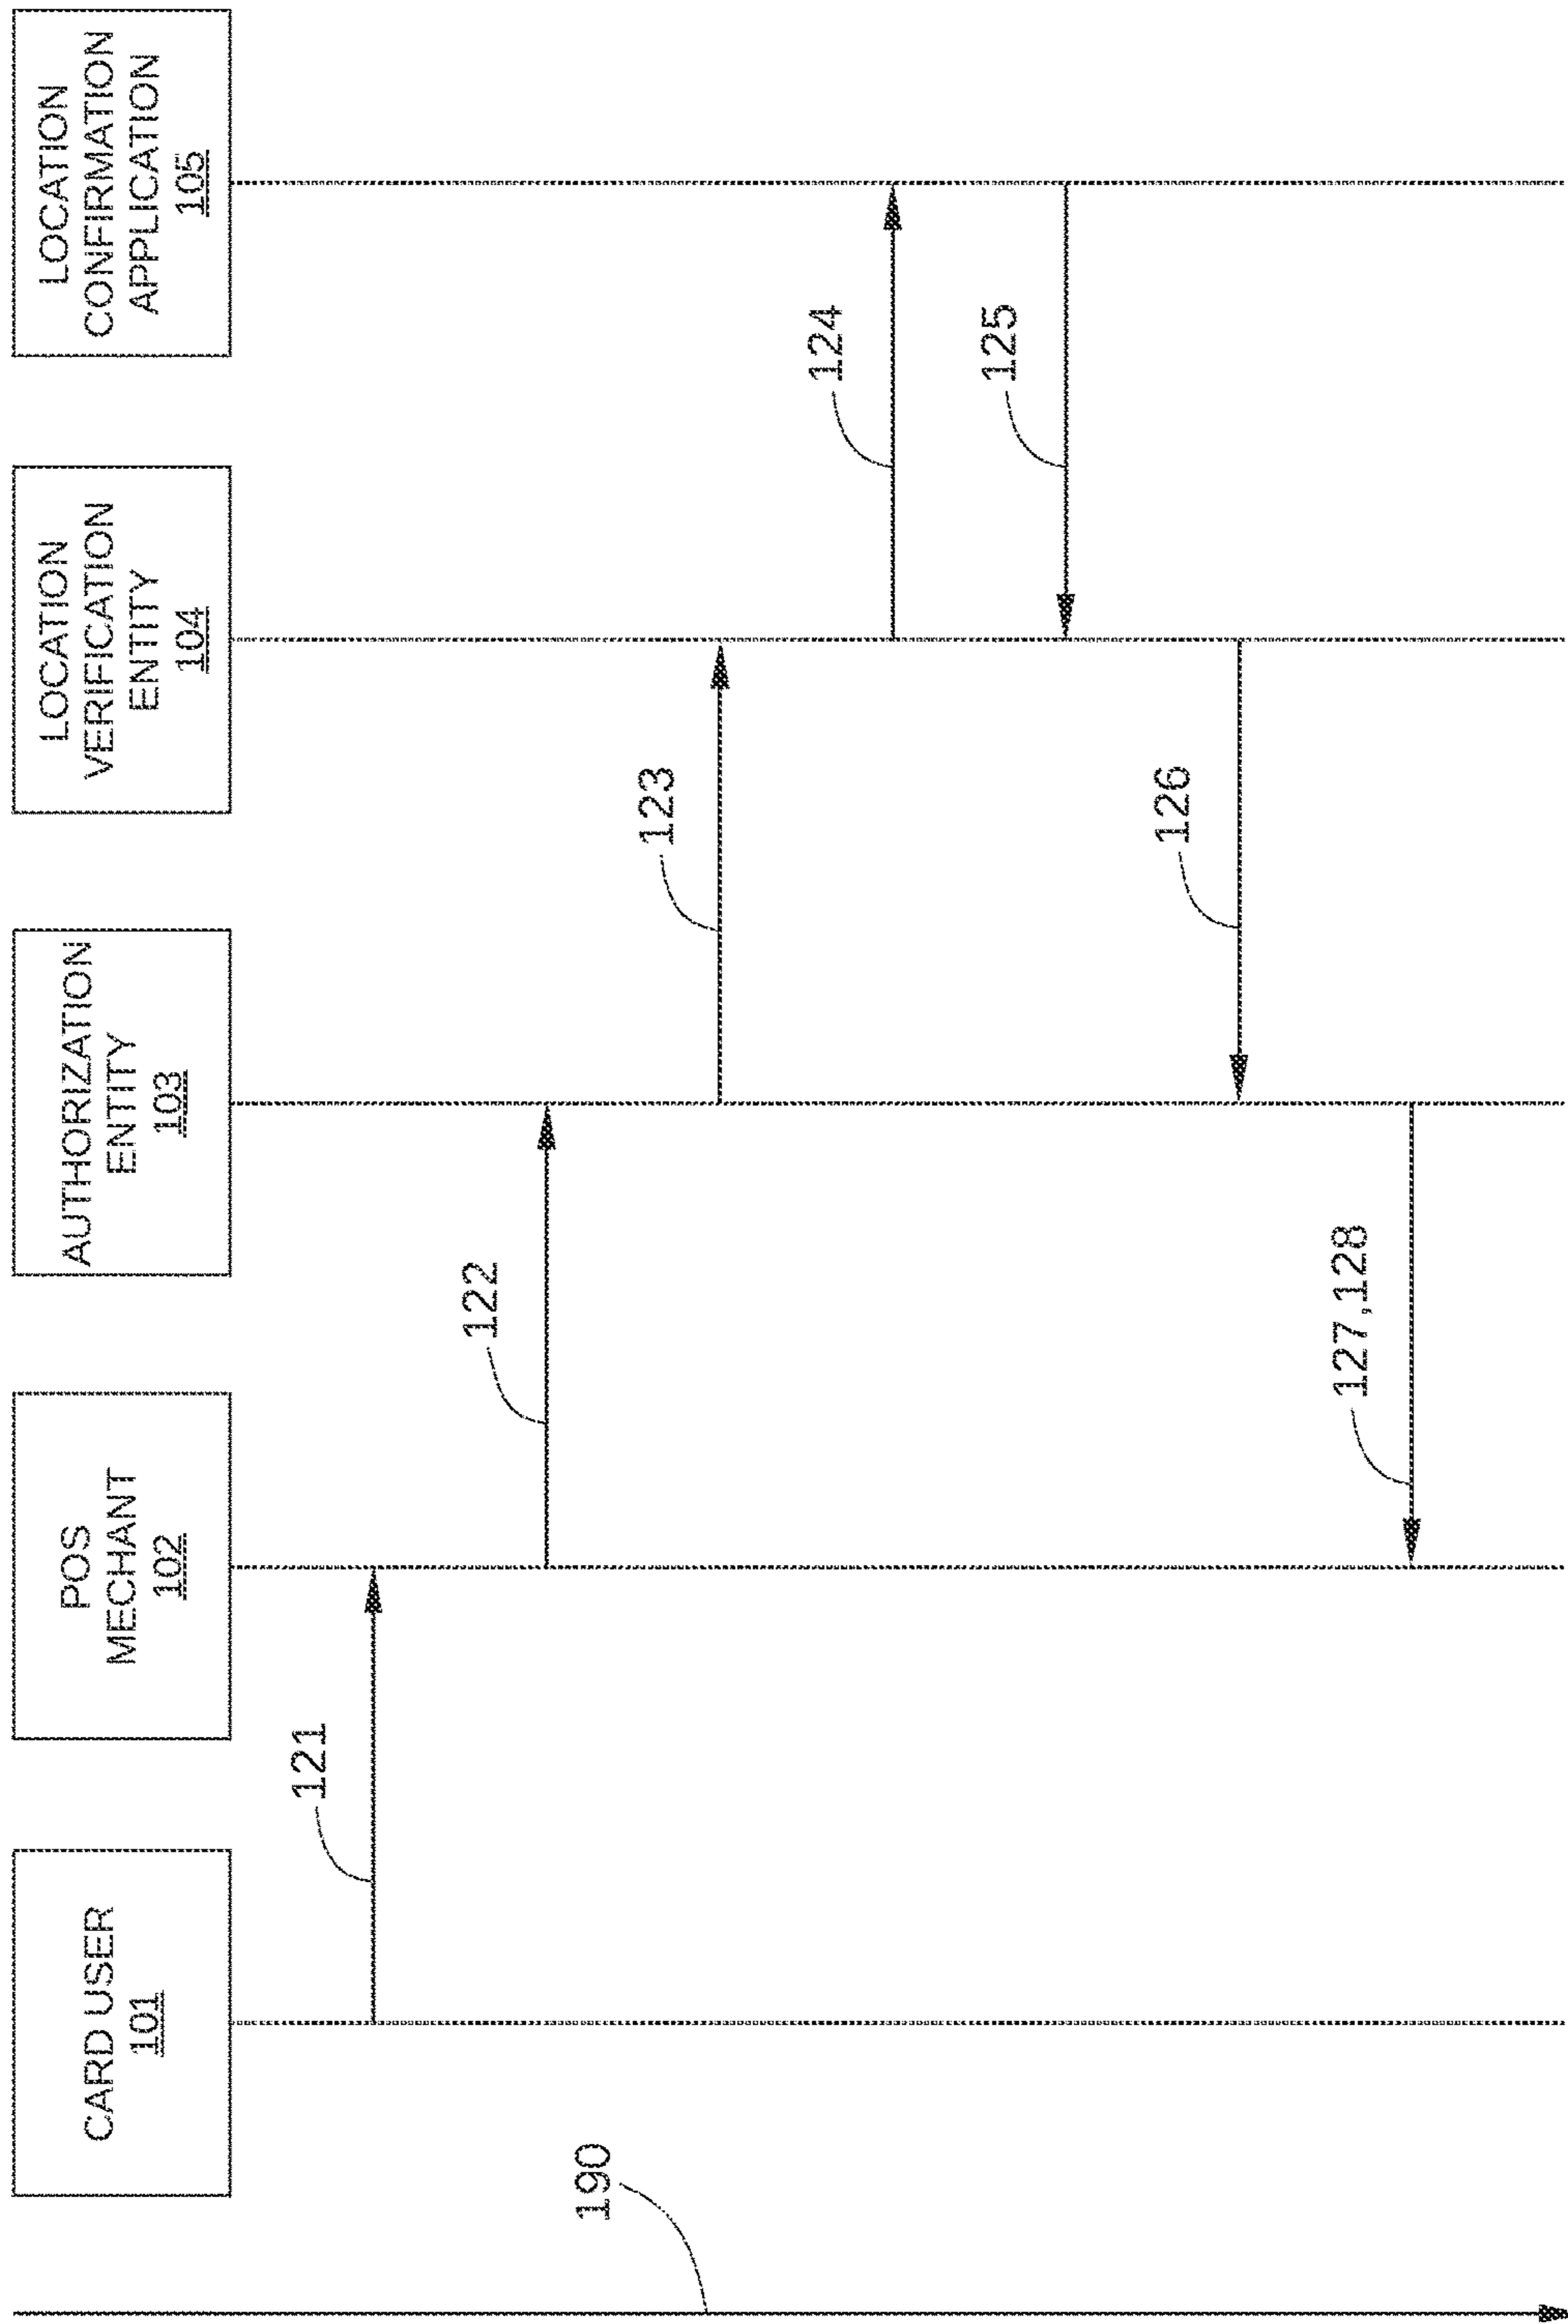 CARD USER
101
POS
MECHANT
102
AUTHORIZATION
ENTITY
103
LOCATION
VERIFICATION
ENTITY
104
LOCATION
CONFIRMATION
APPLICATION
105
121
122
123
124
125
126
127,128
190